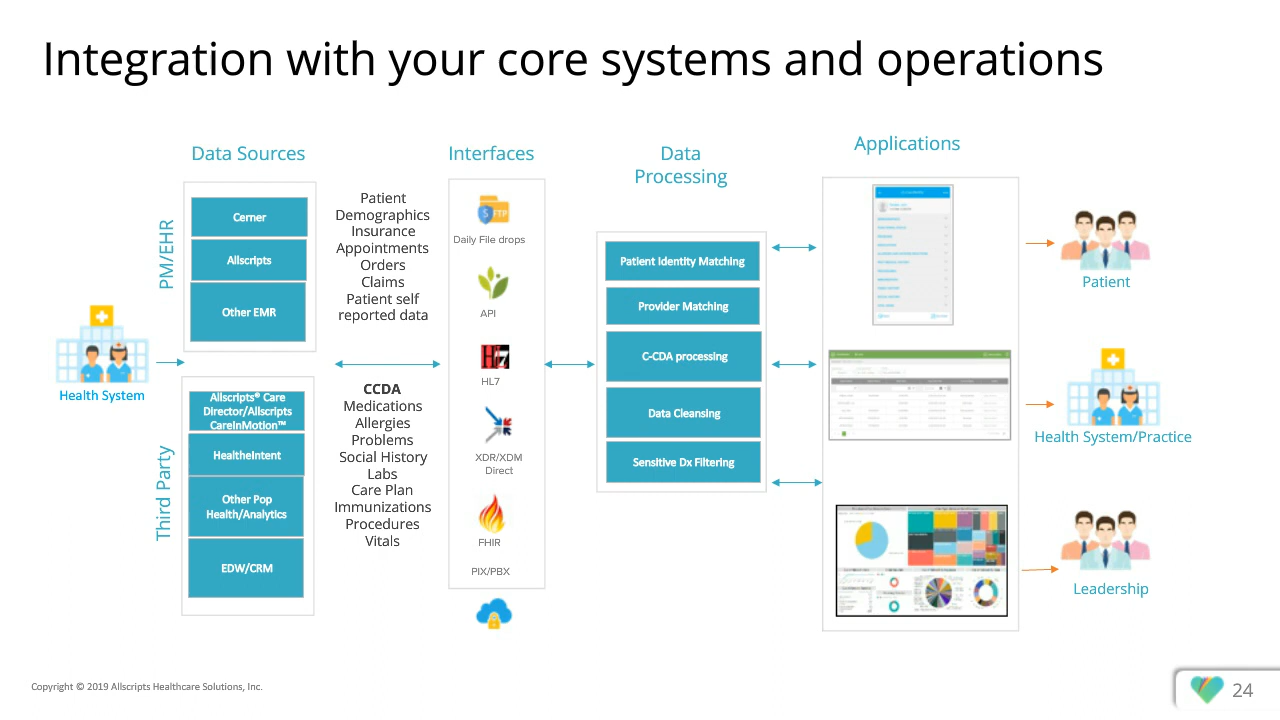 Integration with your core systems and operations
Data Sources
Interfaces
Data
Processing
Applications
PM/EHR
Cerner
Allscripts
Other EMR
Health System
Third Party
Allscripts® Care
Director/Allscripts
CareInMotion™
HealtheIntent
Other Pop
Health/Analytics
EDW/CRM
Patient
Demographics
Insurance
Appointments
Orders
Claims
Patient self
reported data
CCDA
Medications
Allergies
Problems
Social History
Labs
Care Plan
Immunizations
Procedures
Vitals
SFTP
Daily File drops
API
HL7
XDR/XDM
Direct
FHIR
PIX/PBX
Patient Identity Matching
Provider Matching
C-CDA processing
Data Cleansing
Sensitive Dx Filtering
Patient
Health System/Practice
Leadership
Copyright © 2019 Allscripts Healthcare Solutions, Inc.
24